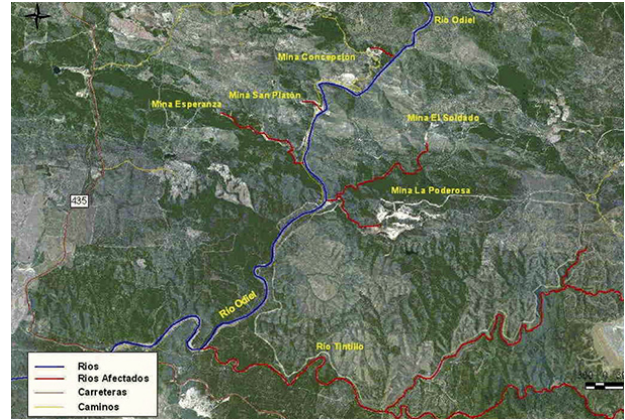 Río Odiel
Mina Concepción
Mina San Platón
Mina Esperanza
Mina El Soldado
Mina La Poderosa
435
Río Odiel
Río Tintillo
Ríos
Ríos Afectados
Carreteras
Caminos